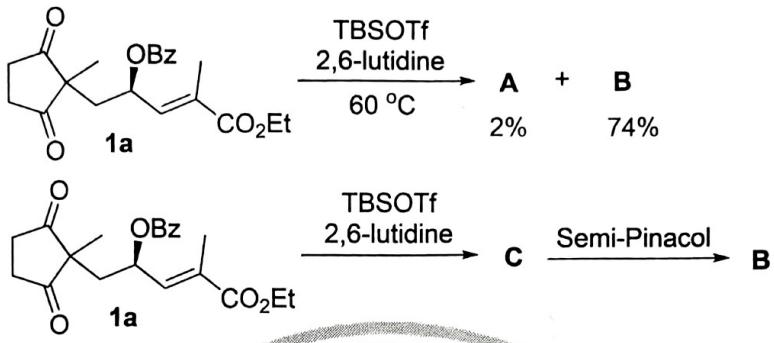 O
OBz
TBSOTf
2,6-lutidine
60 °C
A + B
2% 74%
CO₂Et
O
1a
O
OBz
TBSOTf
2,6-lutidine
C
Semi-Pinacol
B
CO₂Et
O
1a